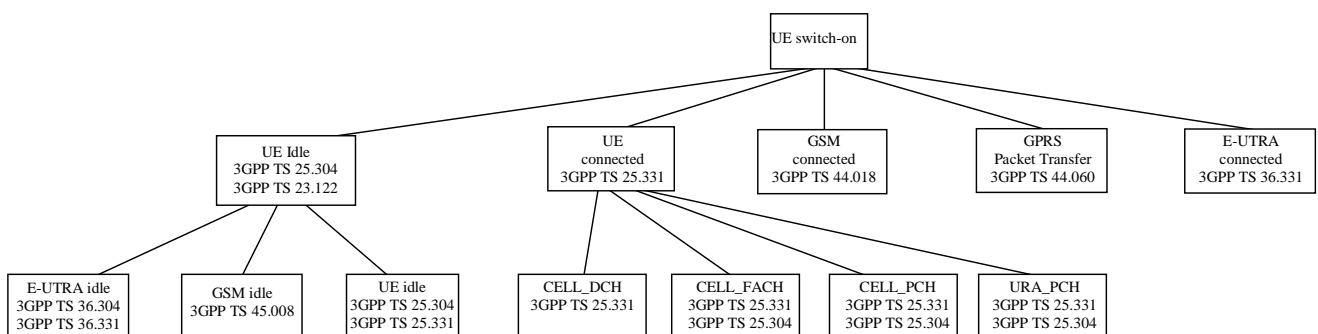 UE switch-on
UE Idle
3GPP TS 25.304
3GPP TS 23.122
UE
connected
3GPP TS 25.331
GSM
connected
3GPP TS 44.018
GPRS
Packet Transfer
3GPP TS 44.060
E-UTRA
connected
3GPP TS 36.331
E-UTRA idle
3GPP TS 36.304
3GPP TS 36.331
GSM idle
3GPP TS 45.008
UE idle
3GPP TS 25.304
3GPP TS 25.331
CELL_DCH
3GPP TS 25.331
CELL_FACH
3GPP TS 25.331
3GPP TS 25.304
CELL_PCH
3GPP TS 25.331
3GPP TS 25.304
URA_PCH
3GPP TS 25.331
3GPP TS 25.304